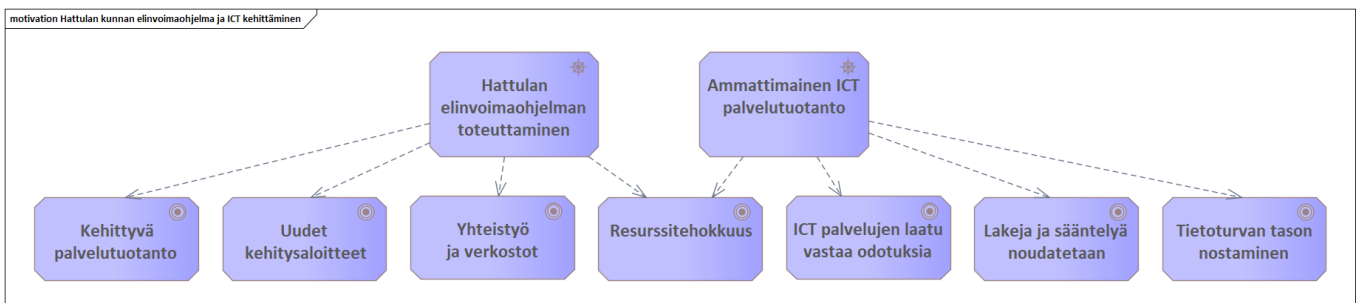 motivation Hattulan kunnan elinvoimaohjelma ja ICT kehittäminen
Hattulan
elinvoimaohjelman
toteuttaminen
Ammattimainen ICT
palvelutuotanto
Kehittyvä
palvelutuotanto
Uudet
kehitysaloitteet
Yhteistyö
ja verkostot
Resurssitehokkuus
ICT palvelujen laatu
vastaa odotuksia
Lakeja ja sääntelyä
noudatetaan
Tietoturvan tason
nostaminen